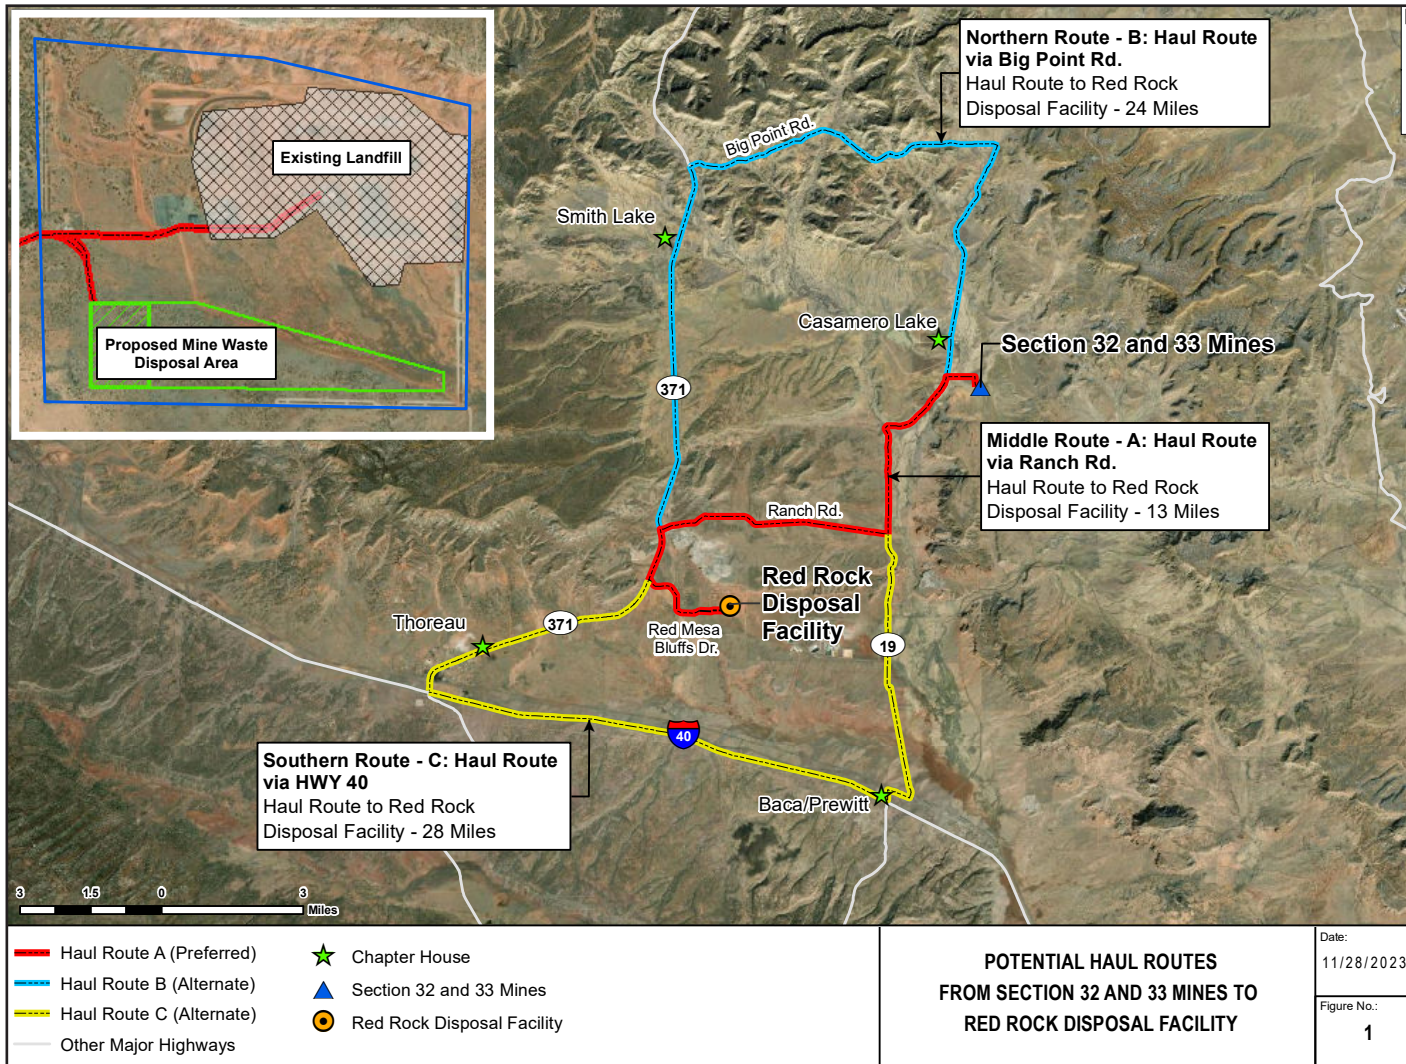 Existing Landfill
Proposed Mine Waste
Disposal Area
Northern Route - B: Haul Route
via Big Point Rd.
Haul Route to Red Rock
Disposal Facility - 24 Miles
Big Point Rd.
Smith Lake
Casamero Lake
Section 32 and 33 Mines
371
Middle Route - A: Haul Route
via Ranch Rd.
Haul Route to Red Rock
Disposal Facility - 13 Miles
Ranch Rd.
Red Rock
Disposal
Facility
Thoreau
371
Red Mesa
Bluffs Dr.
19
40
Southern Route - C: Haul Route
via HWY 40
Haul Route to Red Rock
Disposal Facility - 28 Miles
Baca/Prewitt
3 1.5 0 3
Miles
Haul Route A (Preferred)
Haul Route B (Alternate)
Haul Route C (Alternate)
Other Major Highways
Chapter House
Section 32 and 33 Mines
Red Rock Disposal Facility
POTENTIAL HAUL ROUTES
FROM SECTION 32 AND 33 MINES TO
RED ROCK DISPOSAL FACILITY
Date:
11/28/2023
Figure No.:
1